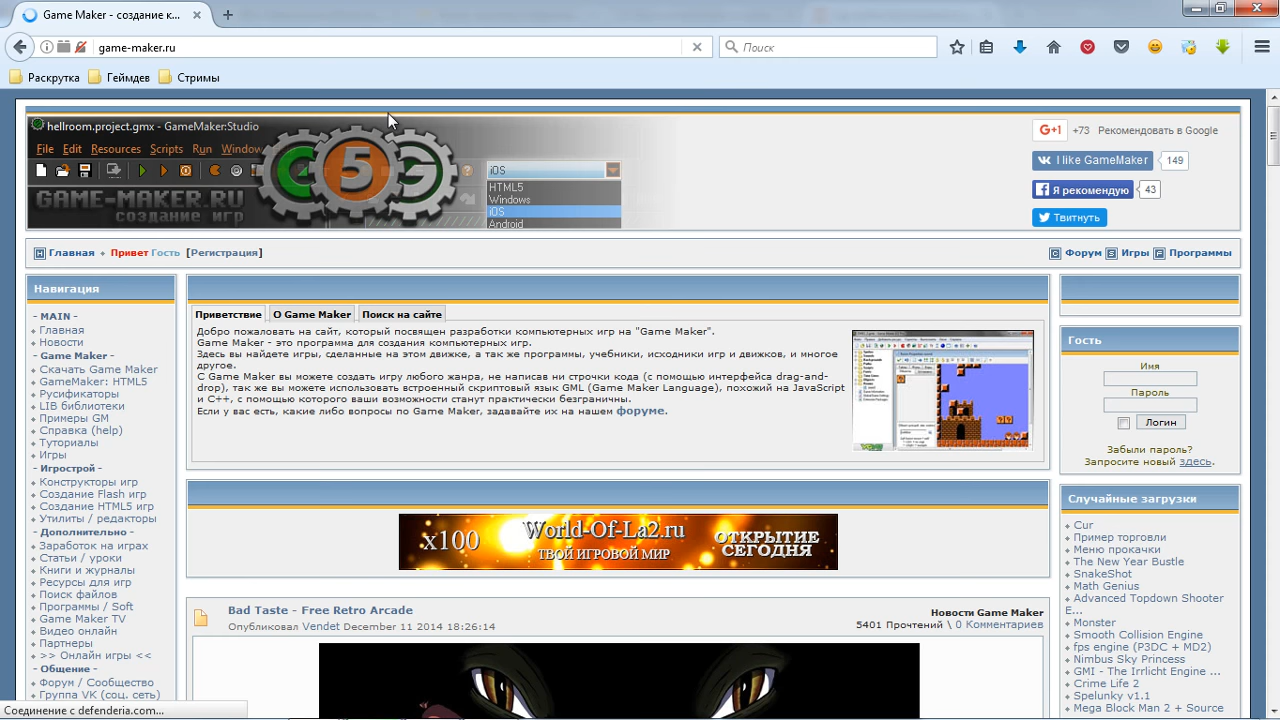 Game Maker - создание к...
game-maker.ru
Поиск
Раскрутка
Геймдев
Стримы
hellroom.project.gmx - GameMaker:Studio
File Edit Resources Scripts Run Window
GAME-MAKER.RU
создание игр
C5G
iOS
HTML5
Windows
iOS
Android
G+1 +73 Рекомендовать в Google
I like GameMaker 149
Я рекомендую 43
Твитнуть
Главная Привет Гость [Регистрация]
Форум Игры Программы
Навигация
- MAIN -
Главная
Новости
- Game Maker -
Скачать Game Maker
GameMaker: HTML5
Русификаторы
LIB библиотеки
Примеры GM
Справка (help)
Туториалы
Игры
- Игрострой -
Конструкторы игр
Создание Flash игр
Создание HTML5 игр
Утилиты / редакторы
- Дополнительно -
Заработок на играх
Статьи / уроки
Книги и журналы
Ресурсы для игр
Поиск файлов
Программы / Soft
Game Maker TV
Видео онлайн
Партнеры
>> Онлайн игры <<
- Общение -
Форум / Сообщество
Группа VK (соц. сеть)
Приветствие О Game Maker Поиск на сайте
Добро пожаловать на сайт, который посвящен разработки компьютерных игр на "Game Maker".
Game Maker - это программа для создания компьютерных игр.
Здесь вы найдете игры, сделанные на этом движке, а так же программы, учебники, исходники игр и движков, и многое
другое.
С Game Maker вы можете создать игру любого жанра, не написав ни строки кода (с помощью интерфейса drag-and-
drop), так же вы можете использовать встроенный скриптовый язык GML (Game Maker Language), похожий на JavaScript
и C++, с помощью которого ваши возможности станут практически безграничны.
Если у вас есть, какие либо вопросы по Game Maker, задавайте их на нашем форуме.
x100
World-Of-La2.ru
ТВОЙ ИГРОВОЙ МИР
ОТКРЫТИЕ
СЕГОДНЯ
Bad Taste - Free Retro Arcade
Опубликовал Vendet December 11 2014 18:26:14
Новости Game Maker
5401 Прочтений \ 0 Комментариев
Гость
Имя
Пароль
Логин
Забыли пароль?
Запросите новый здесь.
Случайные загрузки
Cur
Пример торговли
Меню прокачки
The New Year Bustle
SnakeShot
Math Genius
Advanced Topdown Shooter
E...
Monster
Smooth Collision Engine
fps engine (P3DC + MD2)
Nimbus Sky Princess
GMI - The Irrlicht Engine ...
Crime Life 2
Spelunky v1.1
Mega Block Man 2 + Source
Соединение с defenderia.com...